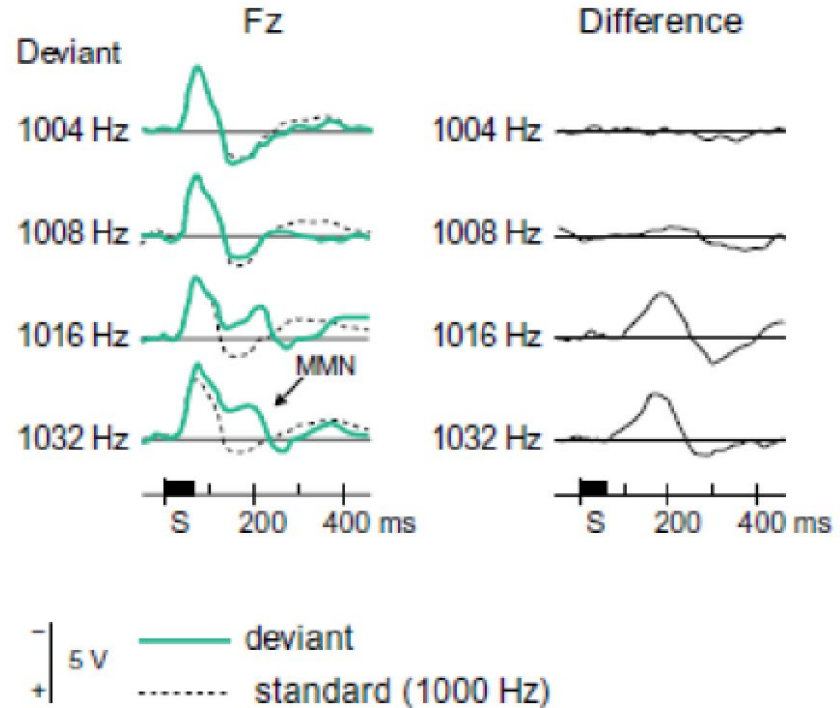 Fz Difference
Deviant
1004 Hz 1004 Hz
1008 Hz 1008 Hz
1016 Hz 1016 Hz
MMN
1032 Hz 1032 Hz
S 200 400 ms S 200 400 ms
− deviant
5 V
+ standard (1000 Hz)